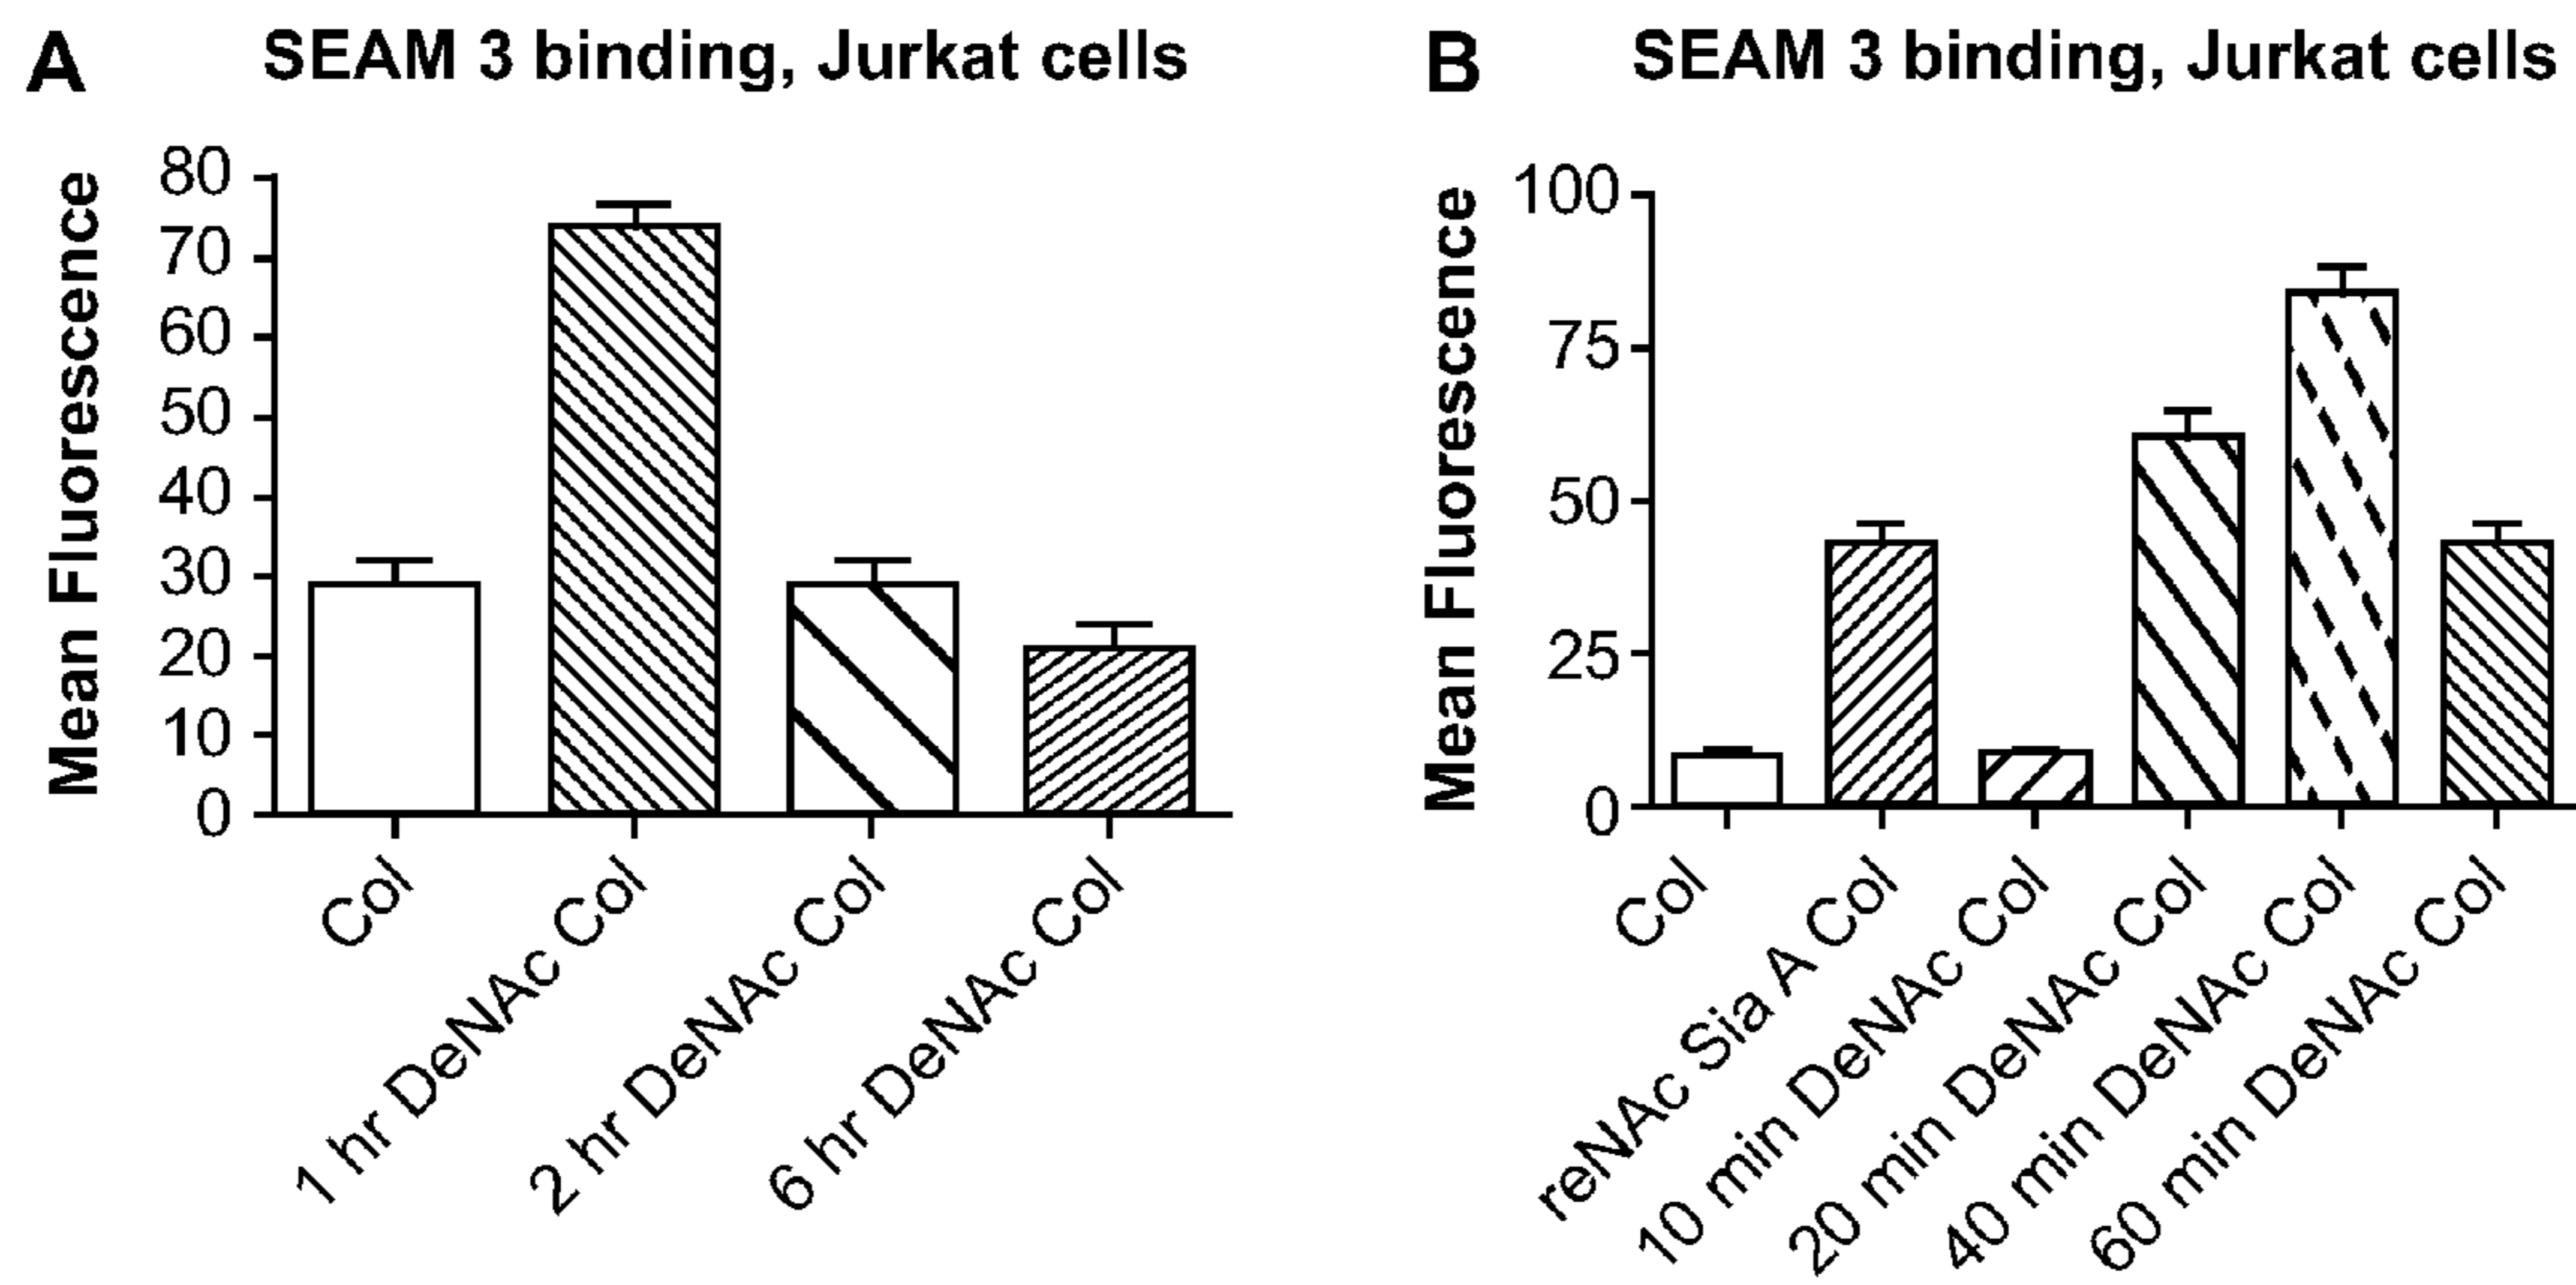 A SEAM 3 binding, Jurkat cells
Mean Fluorescence
80
70
60
50
40
30
20
10
0
Col
1 hr DeNAc Col
2 hr DeNAc Col
6 hr DeNAc Col
B SEAM 3 binding, Jurkat cells
Mean Fluorescence
100
75
50
25
0
Col
reNAc Sia A Col
10 min DeNAc Col
20 min DeNAc Col
40 min DeNAc Col
60 min DeNAc Col